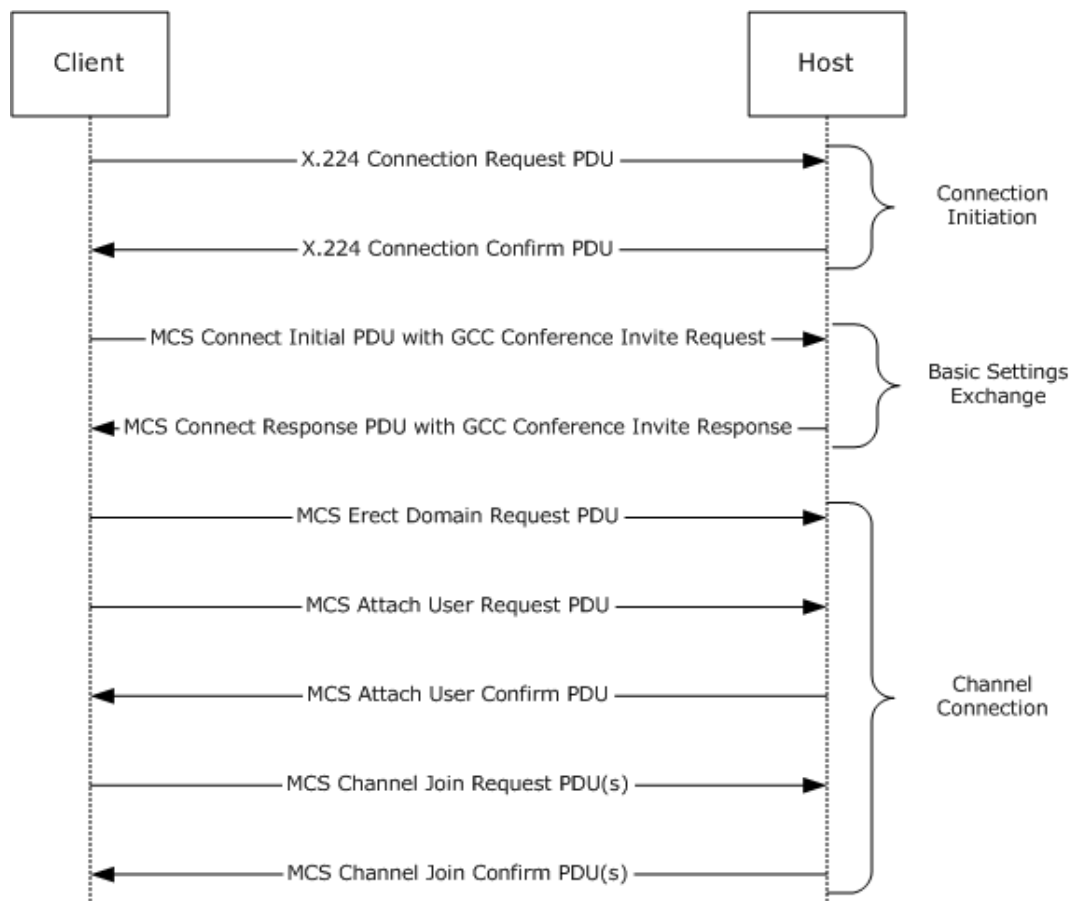 Client
Host
X.224 Connection Request PDU
Connection
Initiation
X.224 Connection Confirm PDU
MCS Connect Initial PDU with GCC Conference Invite Request
Basic Settings
Exchange
MCS Connect Response PDU with GCC Conference Invite Response
MCS Erect Domain Request PDU
MCS Attach User Request PDU
MCS Attach User Confirm PDU
Channel
Connection
MCS Channel Join Request PDU(s)
MCS Channel Join Confirm PDU(s)